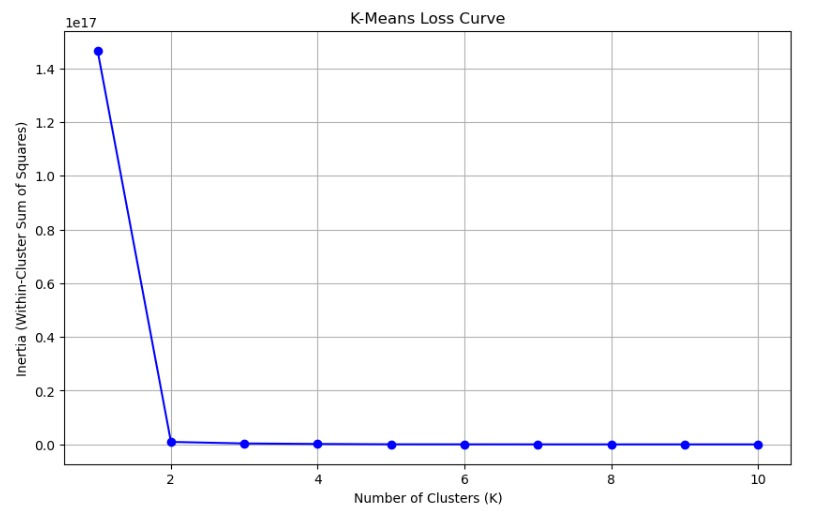 K-Means Loss Curve
1e17
1.4
1.2
1.0
0.8
0.6
0.4
0.2
0.0
Inertia (Within-Cluster Sum of Squares)
2 4 6 8 10
Number of Clusters (K)